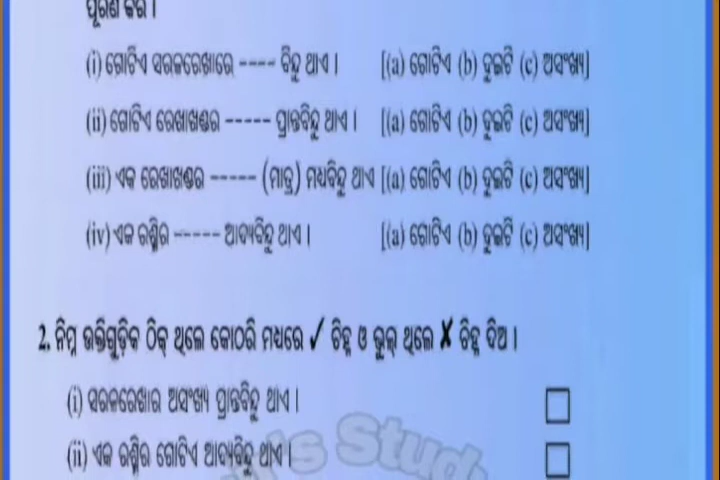 ପୂରଣ କର ।
(i) ଗୋଟିଏ ସରଳରେଖାରେ ---- ବିନ୍ଦୁ ଥାଏ । [(a) ଗୋଟିଏ (b) ଦୁଇଟି (c) ଅସଂଖ୍ୟ]
(ii) ଗୋଟିଏ ରେଖାଖଣ୍ଡର ----- ପ୍ରାନ୍ତବିନ୍ଦୁ ଥାଏ । [(a) ଗୋଟିଏ (b) ଦୁଇଟି (c) ଅସଂଖ୍ୟ]
(iii) ଏକ ରେଖାଖଣ୍ଡର ----- (ମାତ୍ର) ମଧ୍ୟବିନ୍ଦୁ ଥାଏ [(a) ଗୋଟିଏ (b) ଦୁଇଟି (c) ଅସଂଖ୍ୟ]
(iv) ଏକ ରଶ୍ମିର ----- ଆଦ୍ୟବିନ୍ଦୁ ଥାଏ । [(a) ଗୋଟିଏ (b) ଦୁଇଟି (c) ଅସଂଖ୍ୟ]
2. ନିମ୍ନ ଉକ୍ତିଗୁଡ଼ିକ ଠିକ୍ ଥିଲେ କୋଠରି ମଧ୍ୟରେ ✓ ଚିହ୍ନ ଓ ଭୁଲ୍ ଥିଲେ ✗ ଚିହ୍ନ ଦିଅ ।
(i) ସରଳରେଖାର ଅସଂଖ୍ୟ ପ୍ରାନ୍ତବିନ୍ଦୁ ଥାଏ ।
(ii) ଏକ ରଶ୍ମିର ଗୋଟିଏ ଆଦ୍ୟବିନ୍ଦୁ ଥାଏ ।